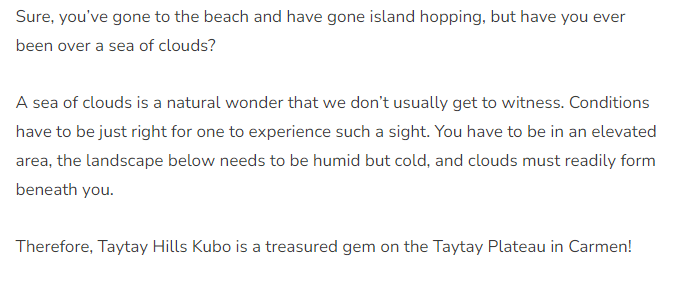 Sure, you’ve gone to the beach and have gone island hopping, but have you ever
been over a sea of clouds?
A sea of clouds is a natural wonder that we don’t usually get to witness. Conditions
have to be just right for one to experience such a sight. You have to be in an elevated
area, the landscape below needs to be humid but cold, and clouds must readily form
beneath you.
Therefore, Taytay Hills Kubo is a treasured gem on the Taytay Plateau in Carmen!